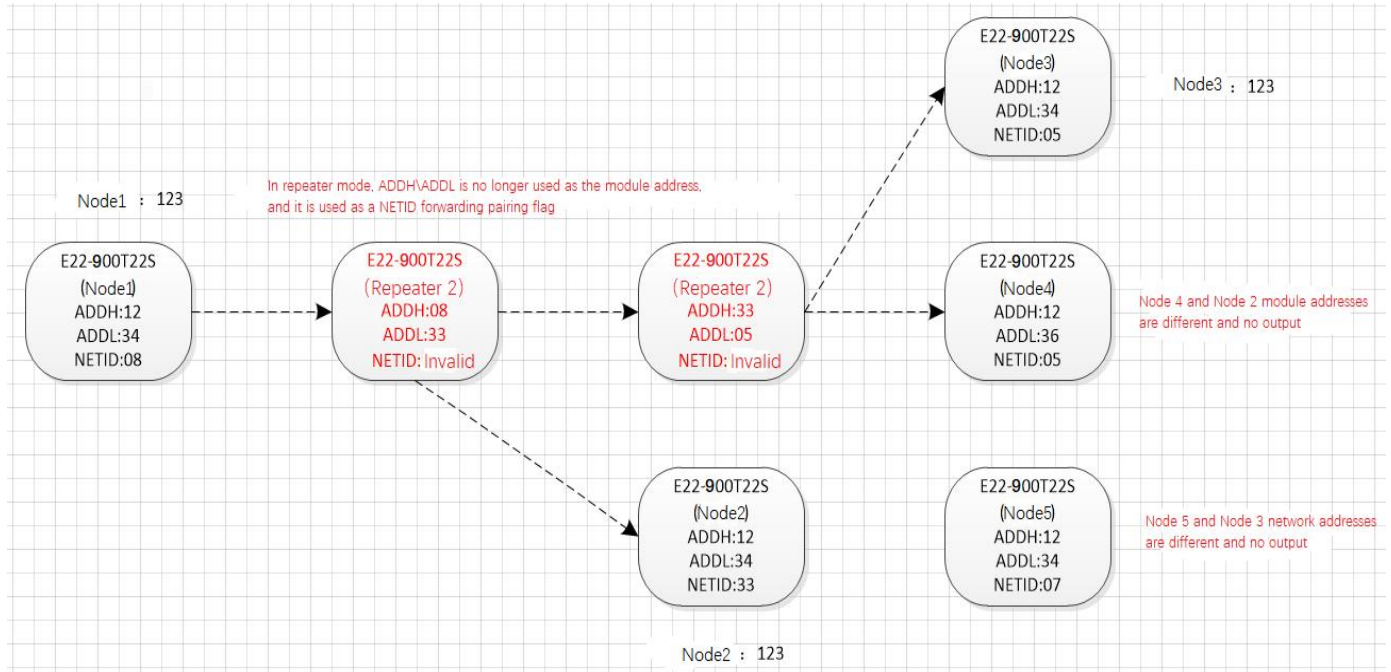 E22-900T22S
(Node3)
ADDH:12
ADDL:34
NETID:05
Node3 : 123
Node1 : 123
In repeater mode, ADDH\ADDL is no longer used as the module address,
and it is used as a NETID forwarding pairing flag
E22-900T22S
(Node1)
ADDH:12
ADDL:34
NETID:08
E22-900T22S
(Repeater 2)
ADDH:08
ADDL:33
NETID: Invalid
E22-900T22S
(Repeater 2)
ADDH:33
ADDL:05
NETID: Invalid
E22-900T22S
(Node4)
ADDH:12
ADDL:36
NETID:05
Node 4 and Node 2 module addresses
are different and no output
E22-900T22S
(Node2)
ADDH:12
ADDL:34
NETID:33
E22-900T22S
(Node5)
ADDH:12
ADDL:34
NETID:07
Node 5 and Node 3 network addresses
are different and no output
Node2 : 123